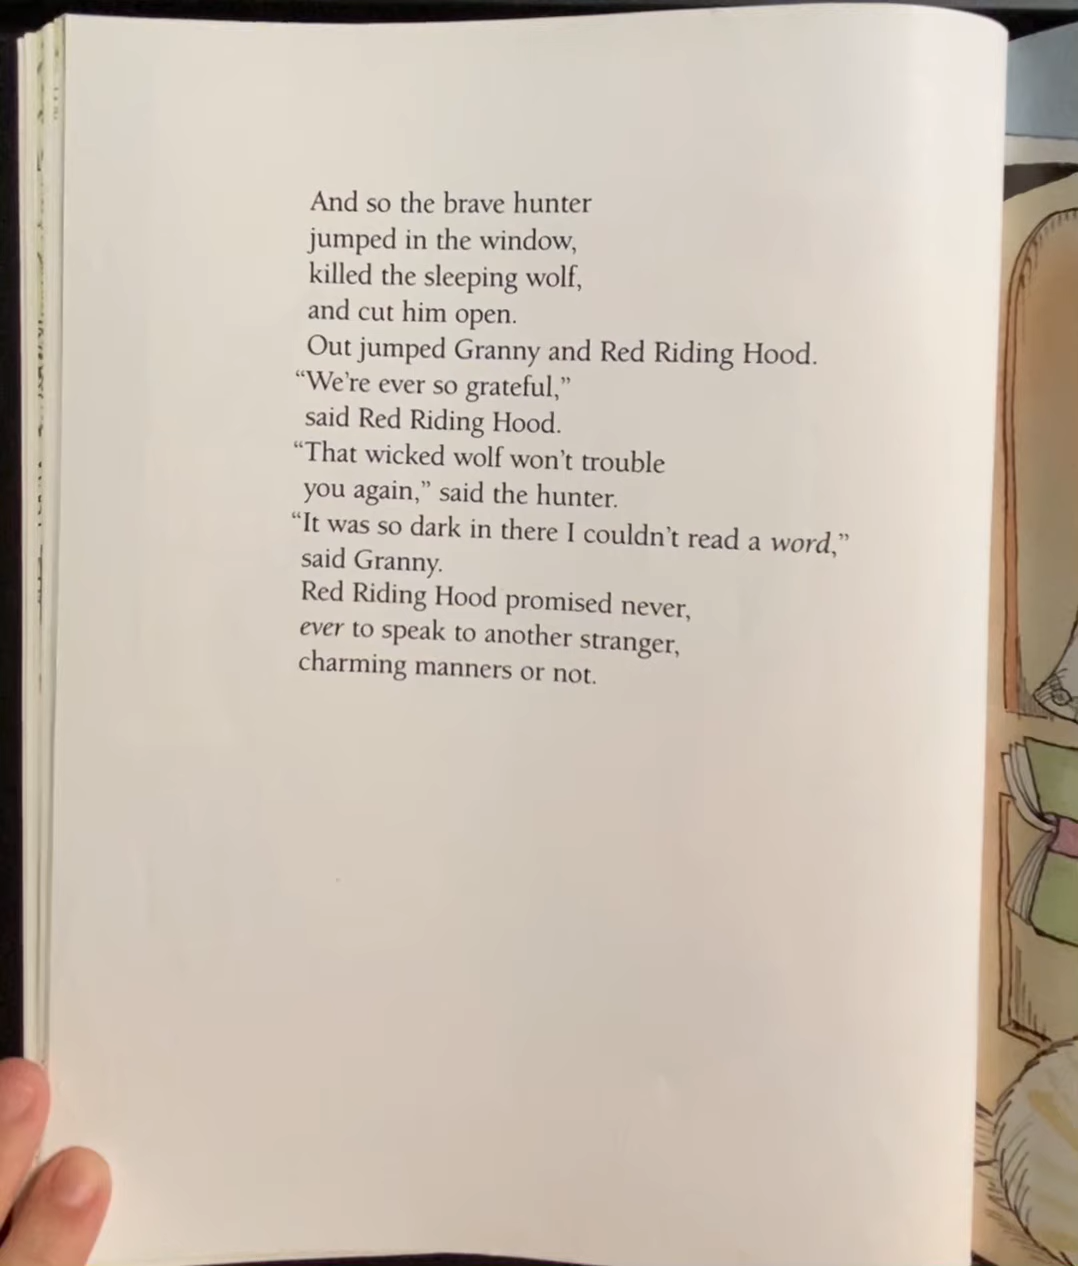 And so the brave hunter
jumped in the window,
killed the sleeping wolf,
and cut him open.
Out jumped Granny and Red Riding Hood.
“We’re ever so grateful,”
said Red Riding Hood.
“That wicked wolf won’t trouble
you again,” said the hunter.
“It was so dark in there I couldn’t read a word,”
said Granny.
Red Riding Hood promised never,
ever to speak to another stranger,
charming manners or not.